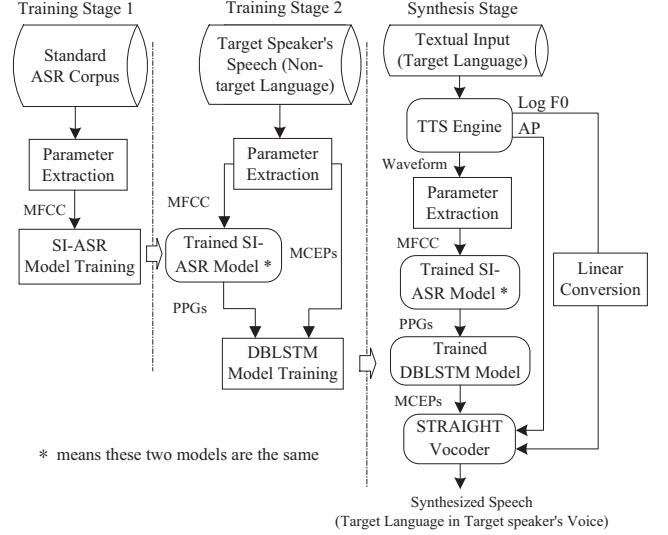 Training Stage 1
Standard
ASR Corpus
Parameter
Extraction
MFCC
SI-ASR
Model Training
Training Stage 2
Target Speaker's
Speech (Non-
target Language)
Parameter
Extraction
MFCC
MCEPs
Trained SI-
ASR Model *
PPGs
DBLSTM
Model Training
Synthesis Stage
Textual Input
(Target Language)
TTS Engine
Log F0
AP
Waveform
Parameter
Extraction
MFCC
Trained SI-
ASR Model *
Linear
Conversion
PPGs
Trained
DBLSTM Model
MCEPs
STRAIGHT
Vocoder
Synthesized Speech
(Target Language in Target speaker's Voice)
* means these two models are the same